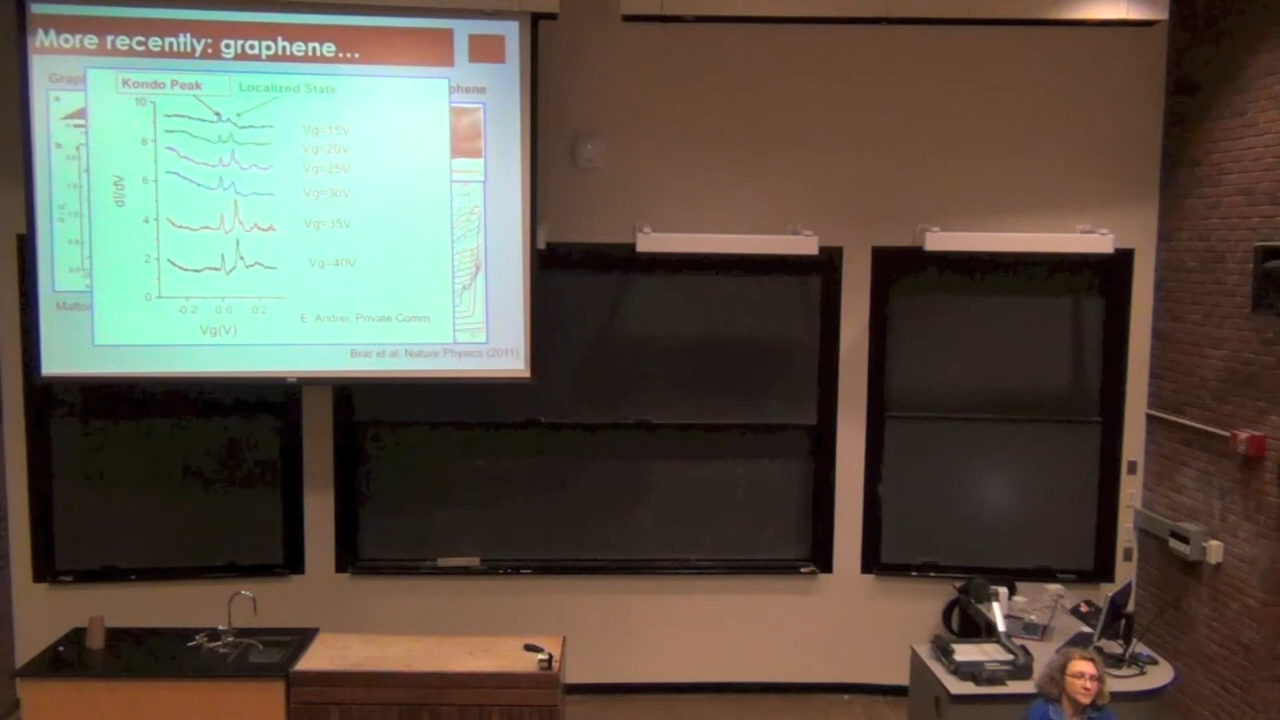 More recently: graphene...
Grap
phene
Kondo Peak
Localized State
10
8
6
4
2
0
dI/dV
Vg=15V
Vg=20V
Vg=25V
Vg=30V
Vg=35V
Vg=40V
-0.2 0.0 0.2
Vg(V)
E. Andrei, Private Comm.
Matto
Brar et al, Nature Physics (2011)